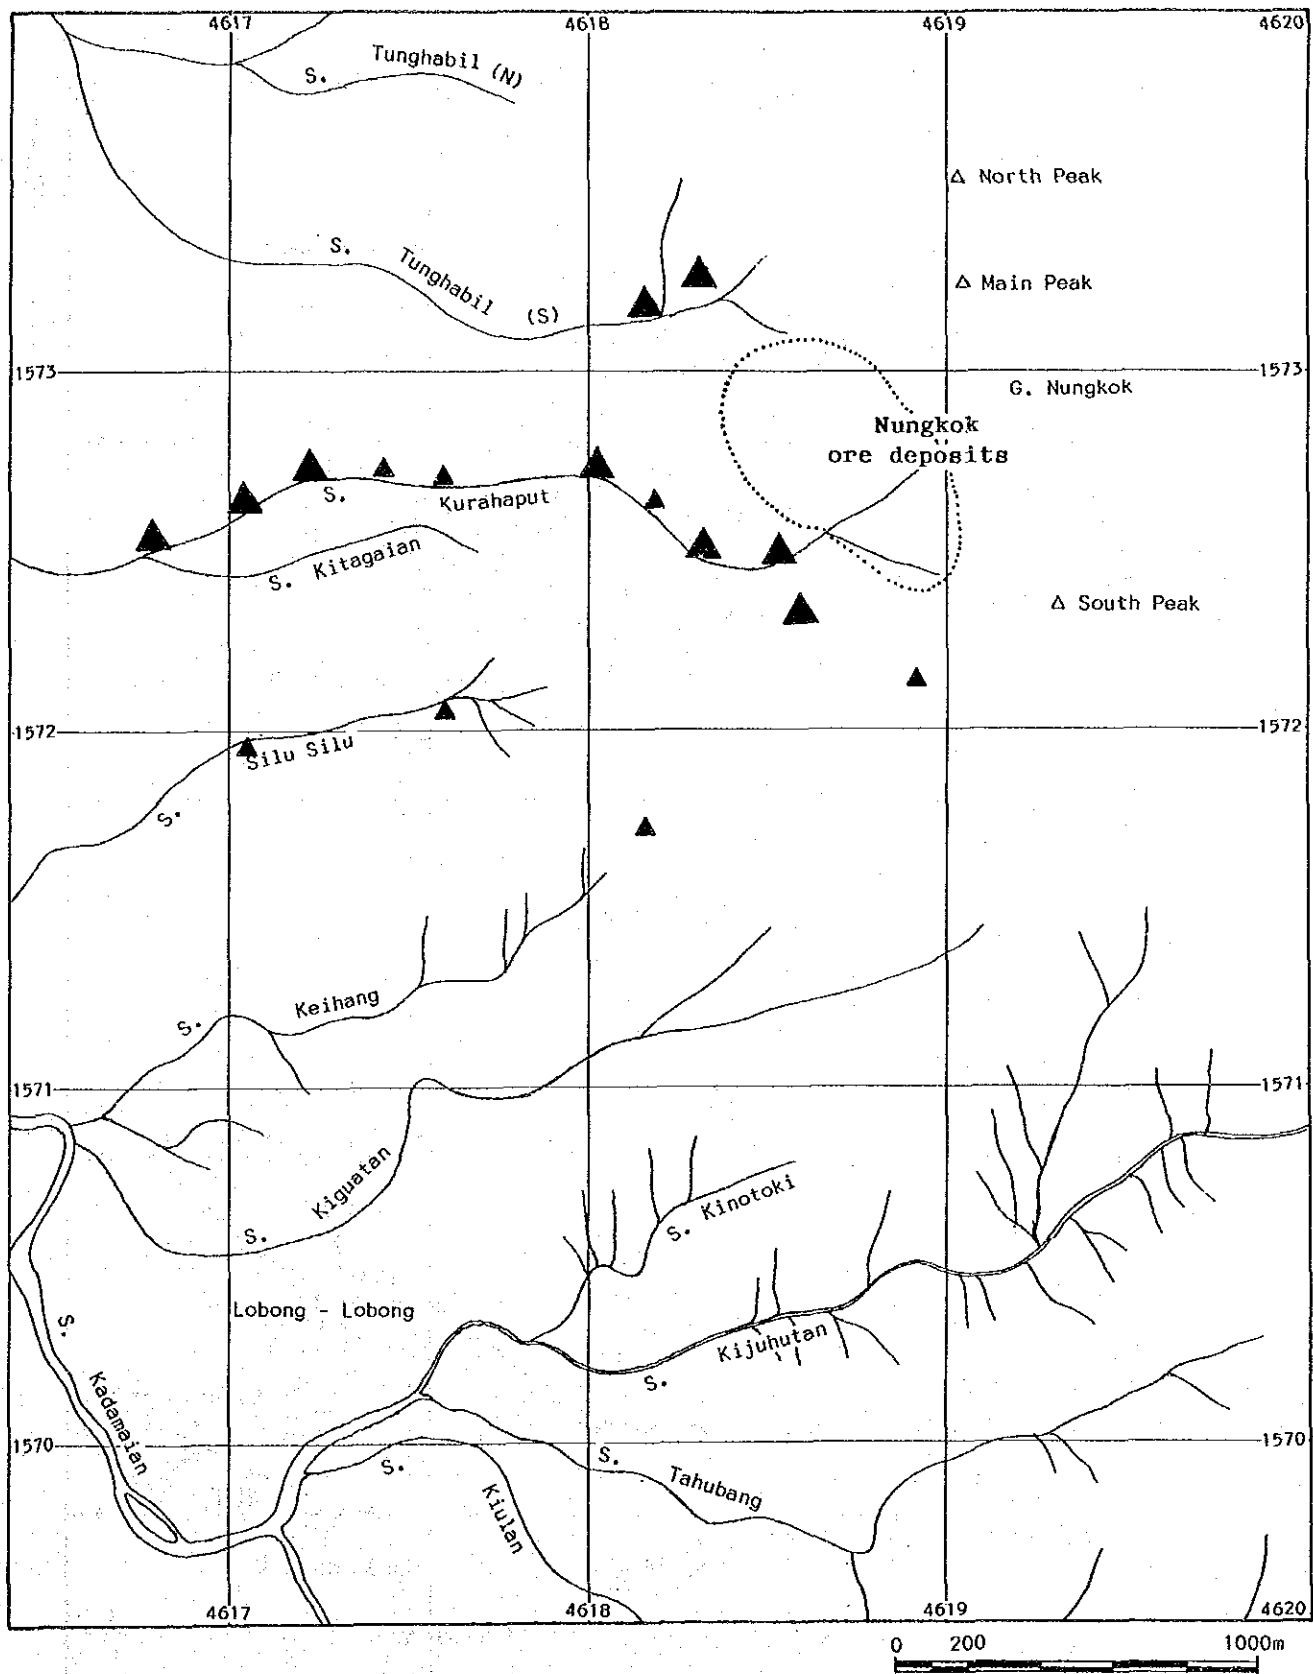 4617 4618 4619 4620
S. Tunghabil (N)
North Peak
S. Tunghabil (S)
Main Peak
1573 1573
G. Nungkok
Nungkok
ore deposits
S. Kurahaput
S. Kitagaian
South Peak
1572 1572
S. Silu Silu
S. Keihang
1571 1571
S. Kiguatan
S. Kinotoki
Lobong - Lobong
S. Kijuhutan
S. Kadamaian
1570 1570
S. Tahubang
S. Kiulan
4617 4618 4619 4620
0 200 1000m